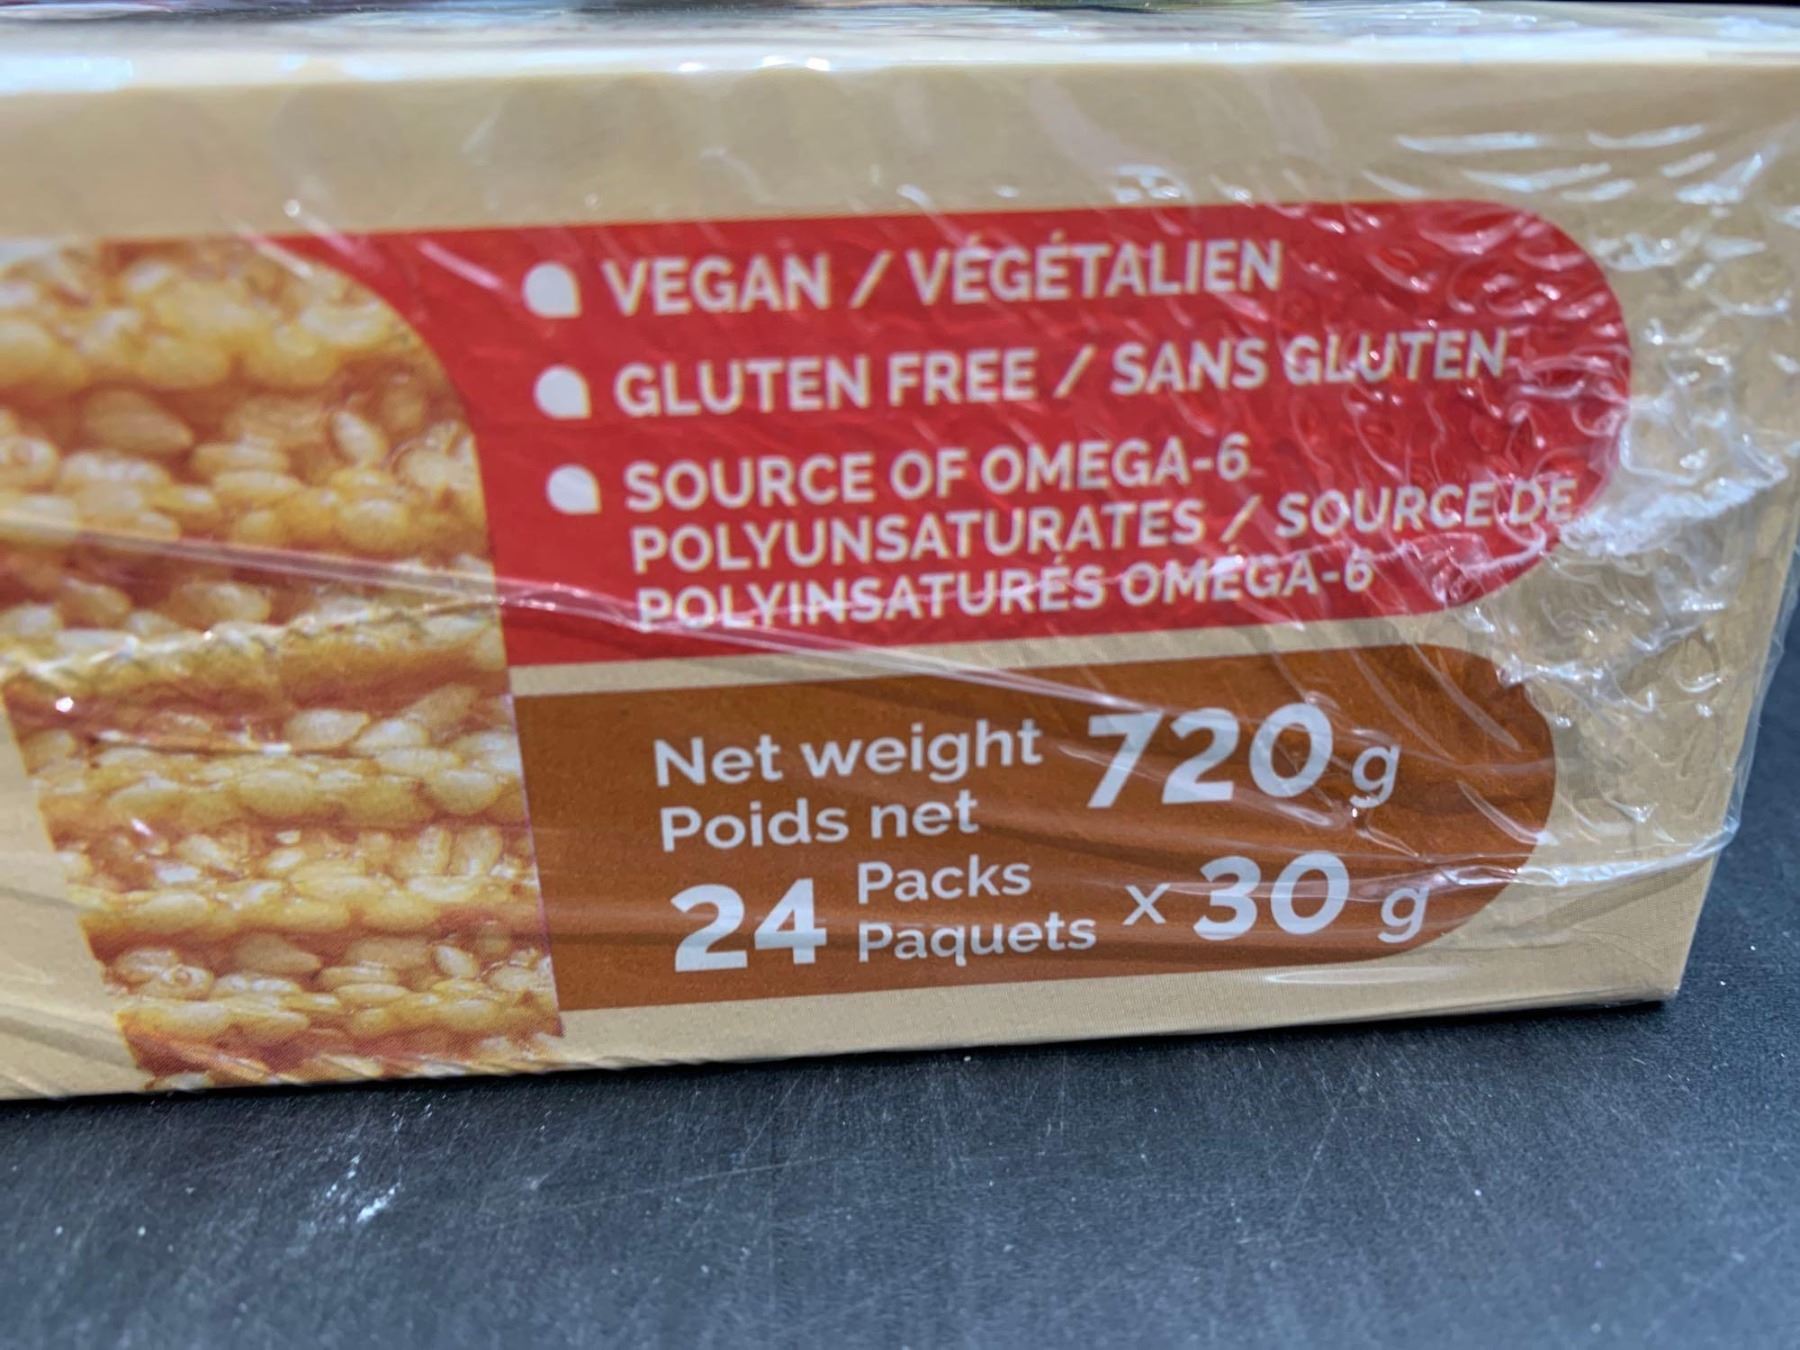 VEGAN / VÉGÉTALIEN
GLUTEN FREE / SANS GLUTEN
SOURCE OF OMEGA-6
POLYUNSATURATES / SOURCE DE
POLYINSATURÉS OMÉGA-6
Net weight 720 g
Poids net
24 Packs x 30 g
Paquets